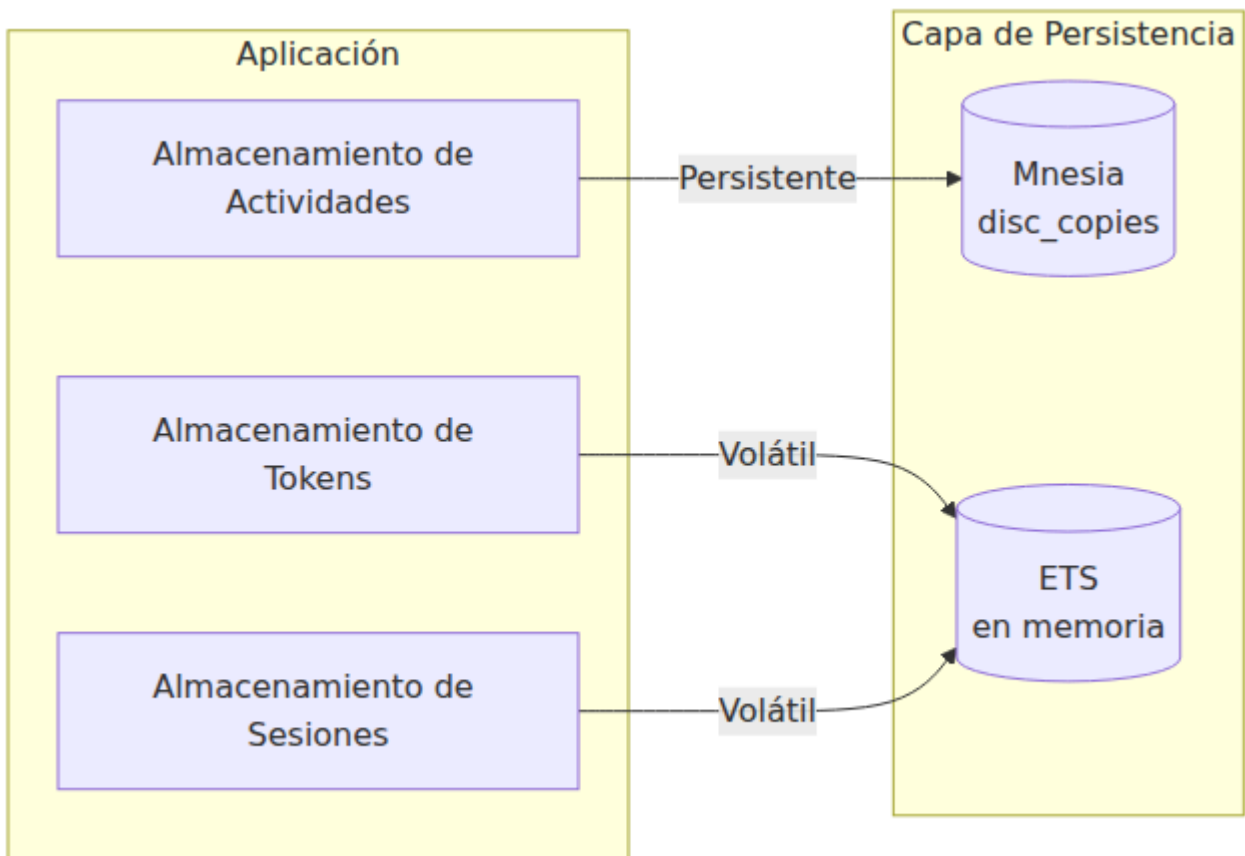 Aplicación
Almacenamiento de
Actividades
Almacenamiento de
Tokens
Almacenamiento de
Sesiones
Persistente
Volátil
Volátil
Capa de Persistencia
Mnesia
disc_copies
ETS
en memoria